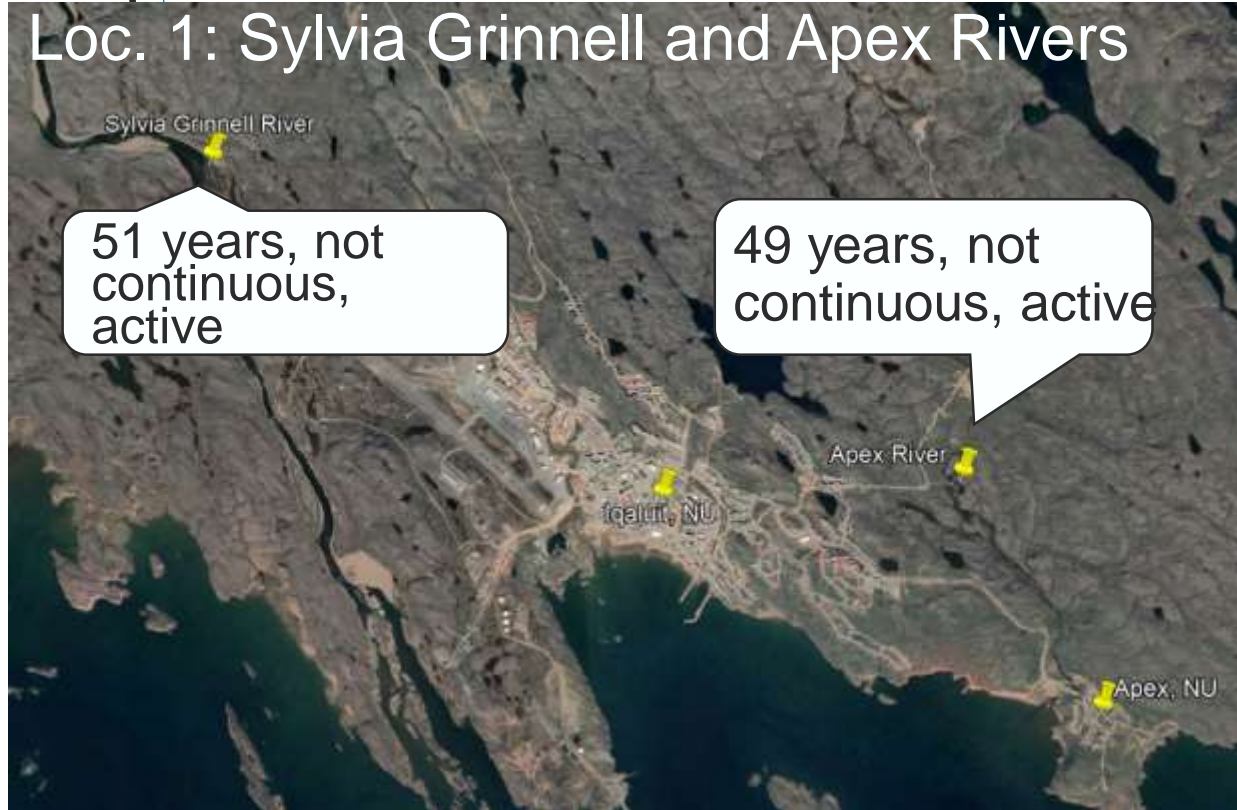 Loc. 1: Sylvia Grinnell and Apex Rivers
Sylvia Grinnell River
51 years, not
continuous,
active
49 years, not
continuous, active
Apex River
Iqaluit, NU
Apex, NU